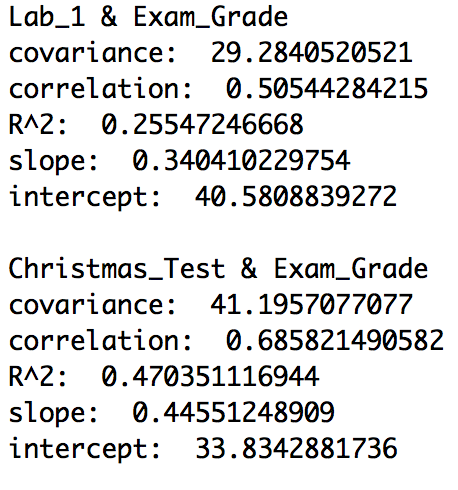 Lab_1 & Exam_Grade
covariance:  29.2840520521
correlation:  0.50544284215
R^2:  0.25547246668
slope:  0.340410229754
intercept:  40.5808839272

Christmas_Test & Exam_Grade
covariance:  41.1957077077
correlation:  0.685821490582
R^2:  0.470351116944
slope:  0.44551248909
intercept:  33.8342881736